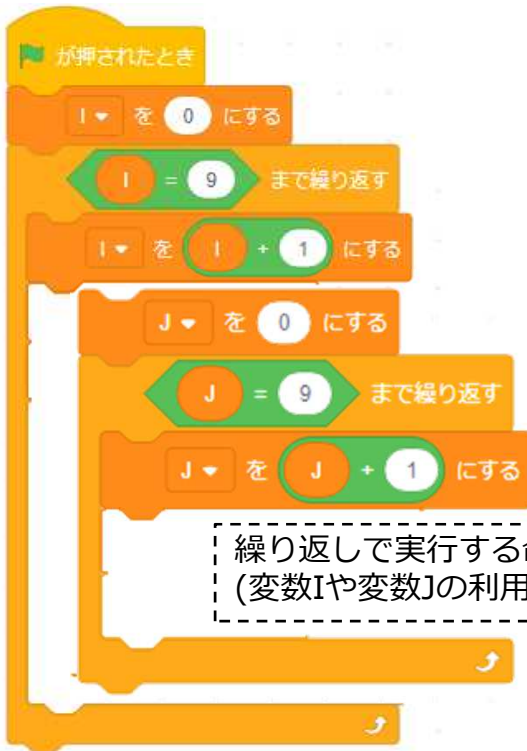 が押されたとき
I を 0 にする
I = 9 まで繰り返す
I を I + 1 にする
J を 0 にする
J = 9 まで繰り返す
J を J + 1 にする
繰り返しで実行する
(変数Iや変数Jの利用